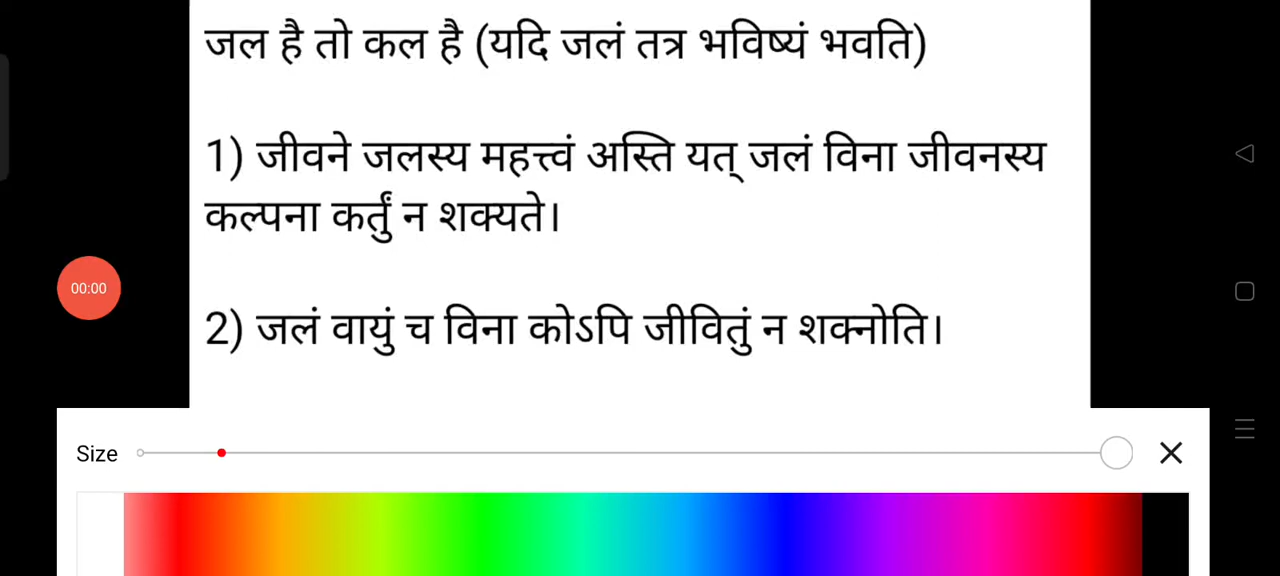 जल है तो कल है (यदि जलं तत्र भविष्यं भवति)
1) जीवने जलस्य महत्त्वं अस्ति यत् जलं विना जीवनस्य
कल्पना कर्तुं न शक्यते।
00:00
2) जलं वायुं च विना कोऽपि जीवितुं न शक्नोति।
Size